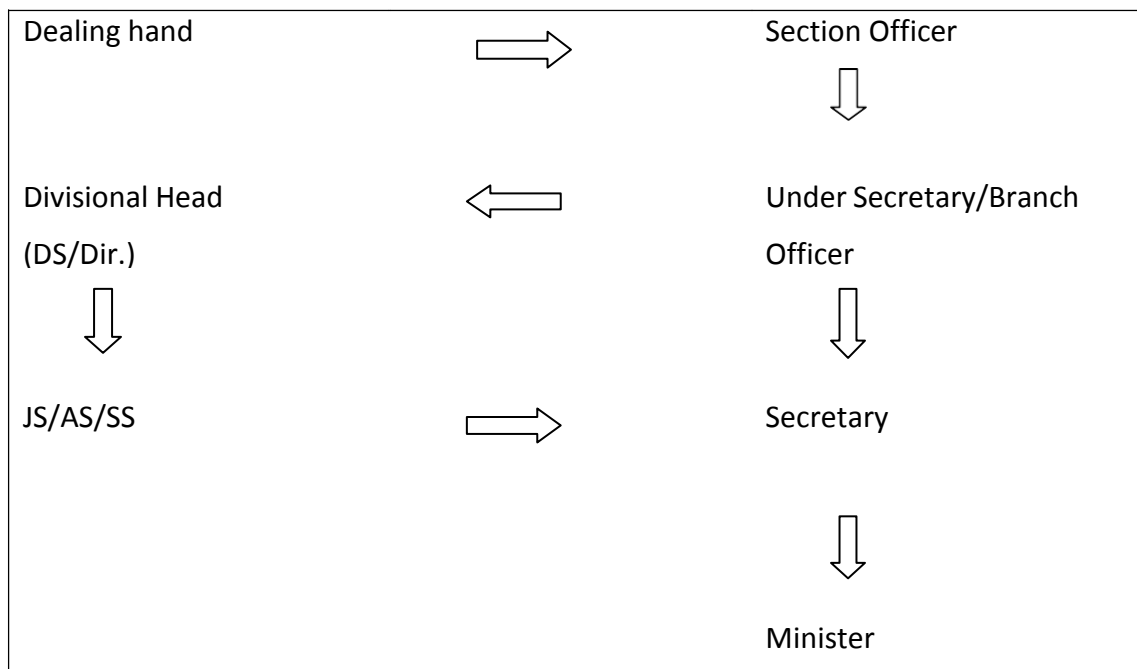 Dealing hand
Section Officer
Divisional Head
(DS/Dir.)
Under Secretary/Branch
Officer
JS/AS/SS
Secretary
Minister